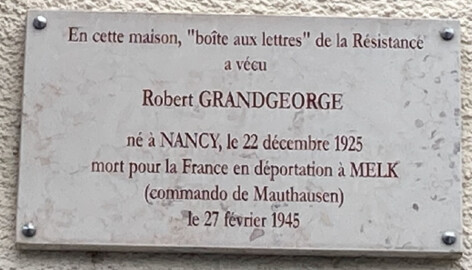 En cette maison, "boîte aux lettres" de la Résistance
a vécu
Robert GRANDGEORGE
né à NANCY, le 22 décembre 1925
mort pour la France en déportation à MELK
(commando de Mauthausen)
le 27 février 1945